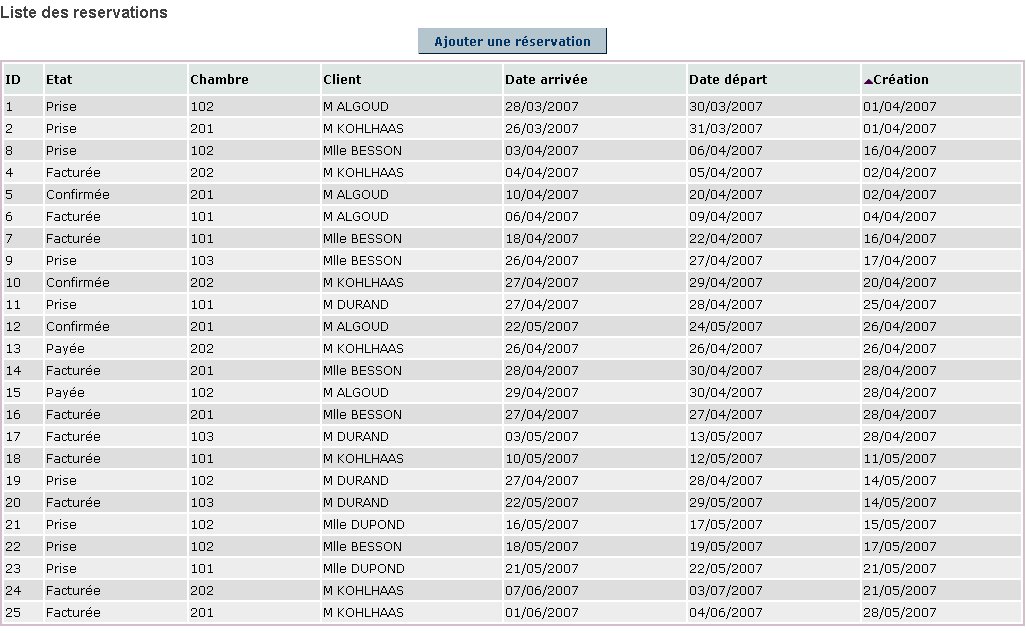 Liste des reservations
Ajouter une réservation
ID Etat Chambre Client Date arrivée Date départ Création
1 Prise 102 M ALGOUD 28/03/2007 30/03/2007 01/04/2007
2 Prise 201 M KOHLHAAS 26/03/2007 31/03/2007 01/04/2007
8 Prise 102 Mlle BESSON 03/04/2007 06/04/2007 16/04/2007
4 Facturée 202 M KOHLHAAS 04/04/2007 05/04/2007 02/04/2007
5 Confirmée 201 M ALGOUD 10/04/2007 20/04/2007 02/04/2007
6 Facturée 101 M ALGOUD 06/04/2007 09/04/2007 04/04/2007
7 Facturée 101 Mlle BESSON 18/04/2007 22/04/2007 16/04/2007
9 Prise 103 Mlle BESSON 26/04/2007 27/04/2007 17/04/2007
10 Confirmée 202 M KOHLHAAS 27/04/2007 29/04/2007 20/04/2007
11 Prise 101 M DURAND 27/04/2007 28/04/2007 25/04/2007
12 Confirmée 201 M ALGOUD 22/05/2007 24/05/2007 26/04/2007
13 Payée 202 M KOHLHAAS 26/04/2007 26/04/2007 26/04/2007
14 Facturée 201 Mlle BESSON 28/04/2007 30/04/2007 28/04/2007
15 Payée 102 M ALGOUD 29/04/2007 30/04/2007 28/04/2007
16 Facturée 201 Mlle BESSON 27/04/2007 27/04/2007 28/04/2007
17 Facturée 103 M DURAND 03/05/2007 13/05/2007 28/04/2007
18 Facturée 101 M KOHLHAAS 10/05/2007 12/05/2007 11/05/2007
19 Prise 102 M DURAND 27/04/2007 28/04/2007 14/05/2007
20 Facturée 103 M DURAND 22/05/2007 29/05/2007 14/05/2007
21 Prise 102 Mlle DUPOND 16/05/2007 17/05/2007 15/05/2007
22 Prise 102 Mlle BESSON 18/05/2007 19/05/2007 17/05/2007
23 Prise 101 Mlle DUPOND 21/05/2007 22/05/2007 21/05/2007
24 Facturée 202 M KOHLHAAS 07/06/2007 03/07/2007 21/05/2007
25 Facturée 201 M KOHLHAAS 01/06/2007 04/06/2007 28/05/2007